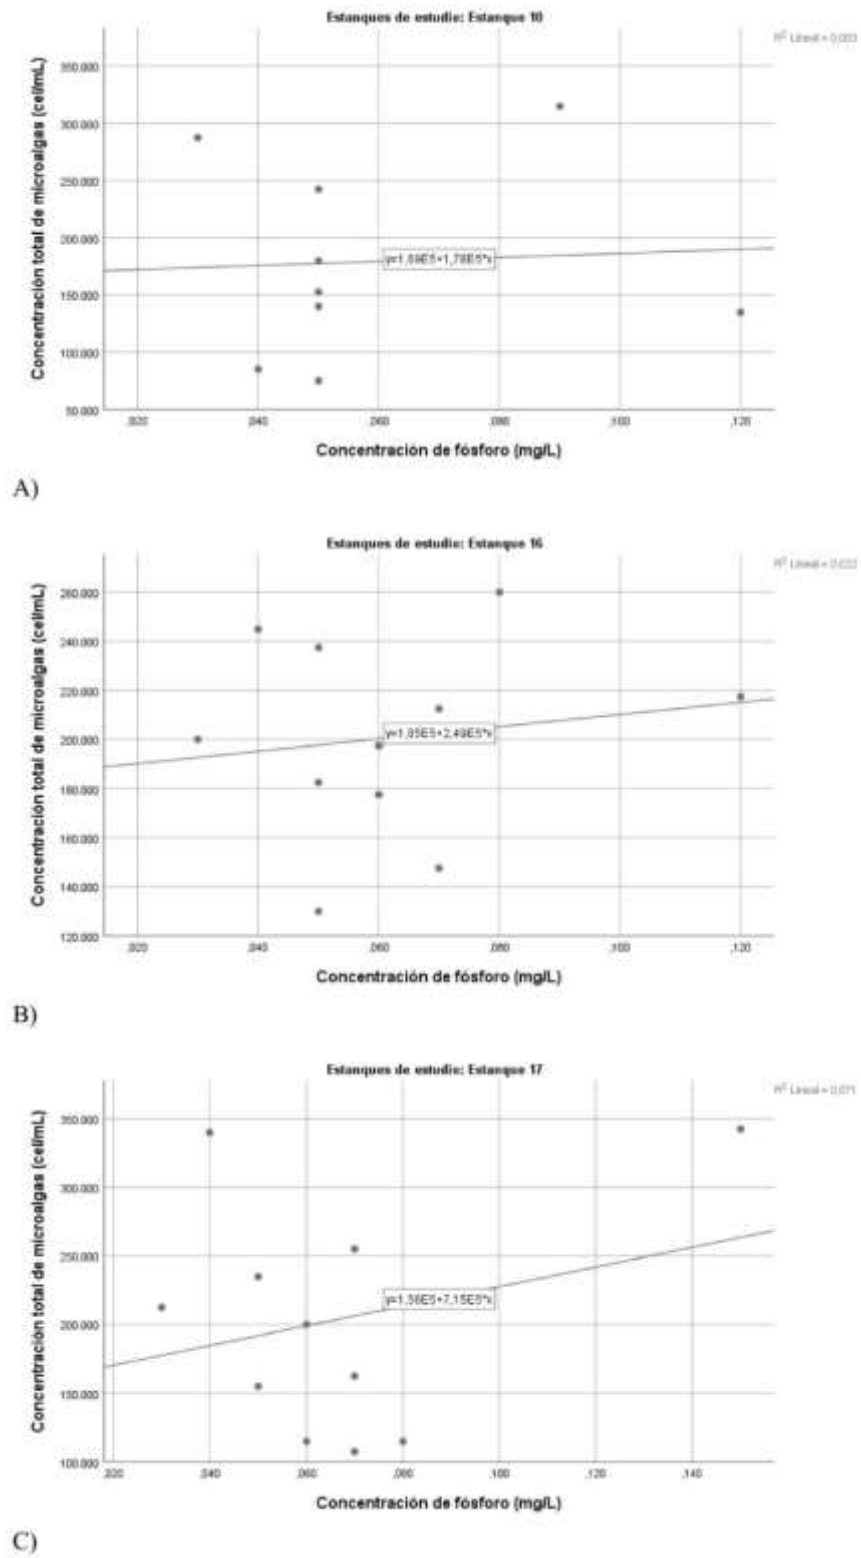 Estanques de estudio: Estanque 10
R² Lineal = 0,003
Concentración total de microalgas (cel/mL)
350.000
300.000
250.000
200.000
150.000
100.000
50.000
y=1,69E5+1,78E5*x
,020 ,040 ,060 ,080 ,100 ,120
Concentración de fósforo (mg/L)
A)
Estanques de estudio: Estanque 16
R² Lineal = 0,022
Concentración total de microalgas (cel/mL)
260.000
240.000
220.000
200.000
180.000
160.000
140.000
120.000
y=1,85E5+2,49E5*x
,020 ,040 ,060 ,080 ,100 ,120
Concentración de fósforo (mg/L)
B)
Estanques de estudio: Estanque 17
R² Lineal = 0,071
Concentración total de microalgas (cel/mL)
350.000
300.000
250.000
200.000
150.000
100.000
y=1,56E5+7,15E5*x
,020 ,040 ,060 ,080 ,100 ,120 ,140
Concentración de fósforo (mg/L)
C)